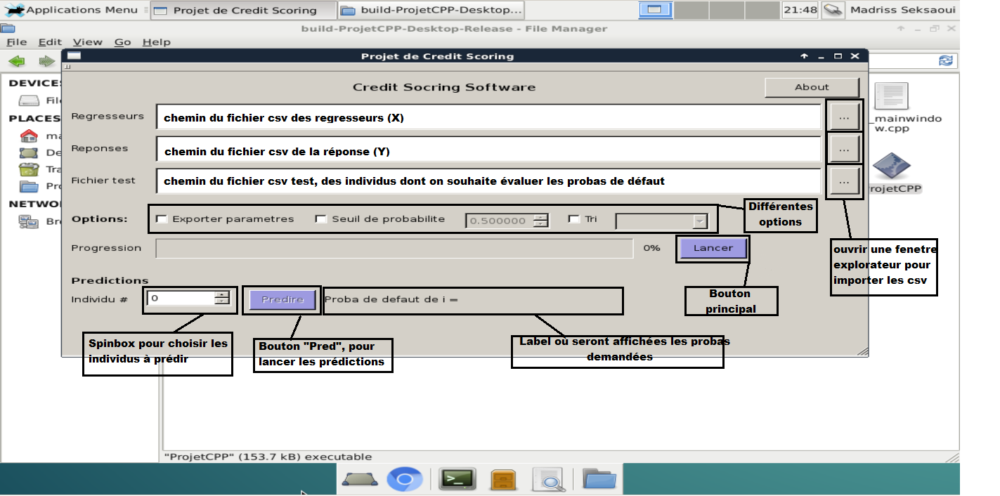 Applications Menu
Projet de Credit Scoring
build-ProjetCPP-Desktop...
21:48
Madriss Seksaoui
build-ProjetCPP-Desktop-Release - File Manager
File Edit View Go Help
Projet de Credit Scoring
DEVICE
Fil
PLACES
ma
De
Tra
Pro
NETWO
Br
Credit Socring Software
About
Regresseurs
chemin du fichier csv des regresseurs (X)
...
Reponses
chemin du fichier csv de la réponse (Y)
...
Fichier test
chemin du fichier csv test, des individus dont on souhaite évaluer les probas de défaut
...
_mainwindo
w.cpp
rojetCPP
Options:
Exporter parametres
Seuil de probabilite
0.500000
Tri
Différentes
options
Progression
0%
Lancer
ouvrir une fenetre
explorateur pour
importer les csv
Predictions
Individu #
0
Predire
Proba de defaut de i =
Bouton
principal
Spinbox pour choisir les
individus à prédir
Bouton "Pred", pour
lancer les prédictions
Label où seront affichées les probas
demandées
"ProjetCPP" (153.7 kB) executable